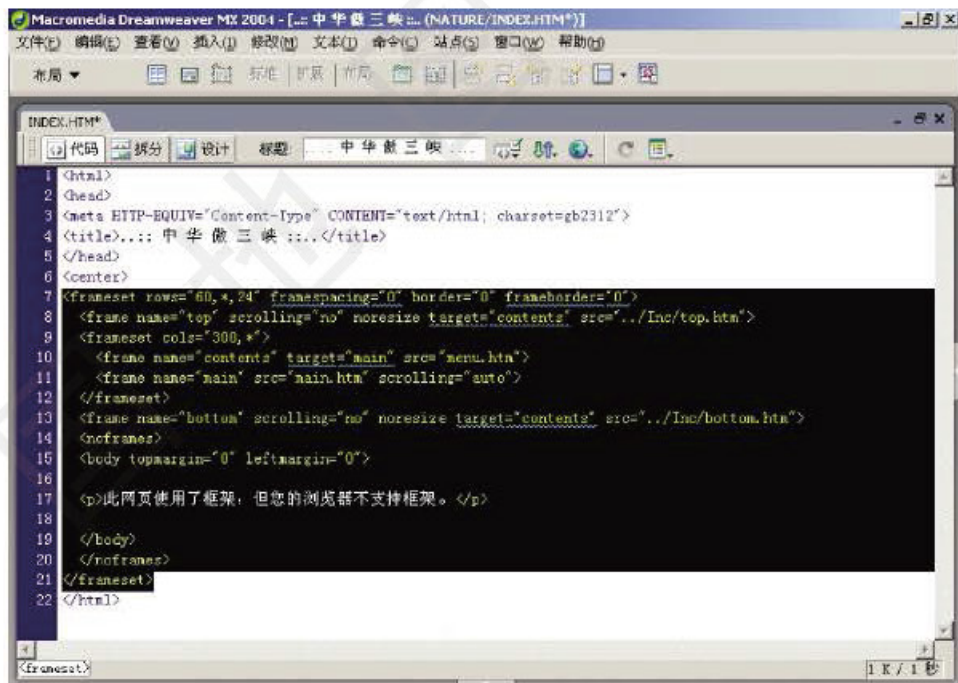 Macromedia Dreamweaver MX 2004 - [..:: 中 华 傲 三 峡 ::.. (NATURE/INDEX.HTM*)]
文件(F) 编辑(E) 查看(V) 插入(I) 修改(M) 文本(T) 命令(C) 站点(S) 窗口(W) 帮助(H)
布局 标准 扩展 布局
INDEX.HTM*
代码 拆分 设计 标题: ..:: 中 华 傲 三 峡 ::..
1 <html>
2 <head>
3 <meta HTTP-EQUIV="Content-Type" CONTENT="text/html; charset=gb2312">
4 <title>..:: 中 华 傲 三 峡 ::..</title>
5 </head>
6 <center>
7 <frameset rows="60,*,24" framespacing="0" border="0" frameborder="0">
8 <frame name="top" scrolling="no" noresize target="contents" src="../Inc/top.htm">
9 <frameset cols="300,*">
10 <frame name="contents" target="main" src="menu.htm">
11 <frame name="main" src="main.htm" scrolling="auto">
12 </frameset>
13 <frame name="bottom" scrolling="no" noresize target="contents" src="../Inc/bottom.htm">
14 <noframes>
15 <body topmargin="0" leftmargin="0">
16
17 <p>此网页使用了框架，但您的浏览器不支持框架。</p>
18
19 </body>
20 </noframes>
21 </frameset>
22 </html>
<frameset>
1 K / 1 秒